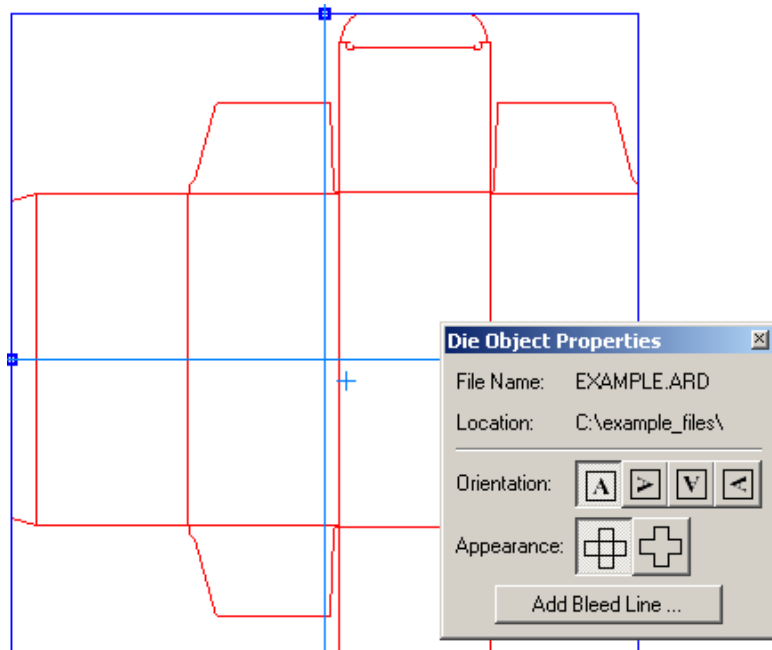 Die Object Properties
File Name: EXAMPLE.ARD
Location: C:\example_files\
Orientation: A A A A
Appearance:
Add Bleed Line ...